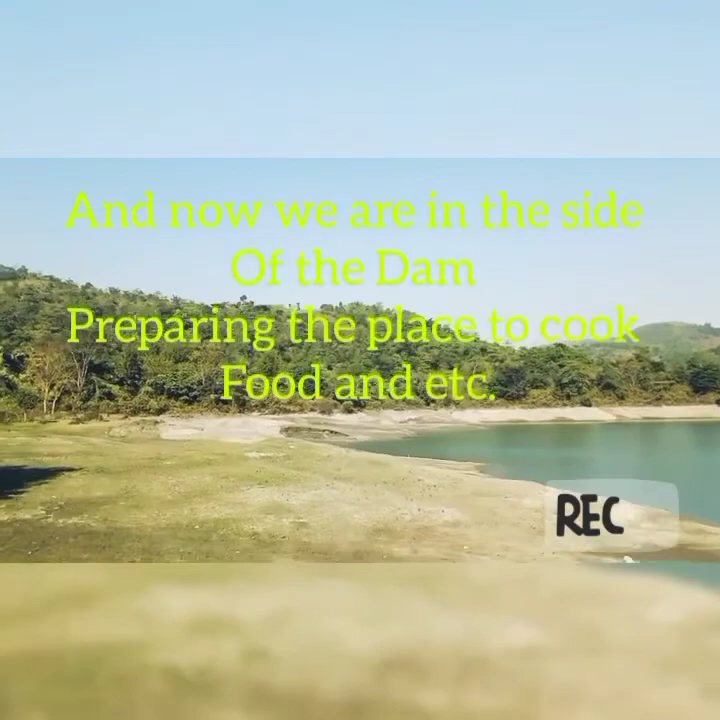 And now we are in the side
Of the Dam
Preparing the place to cook
Food and etc.
REC